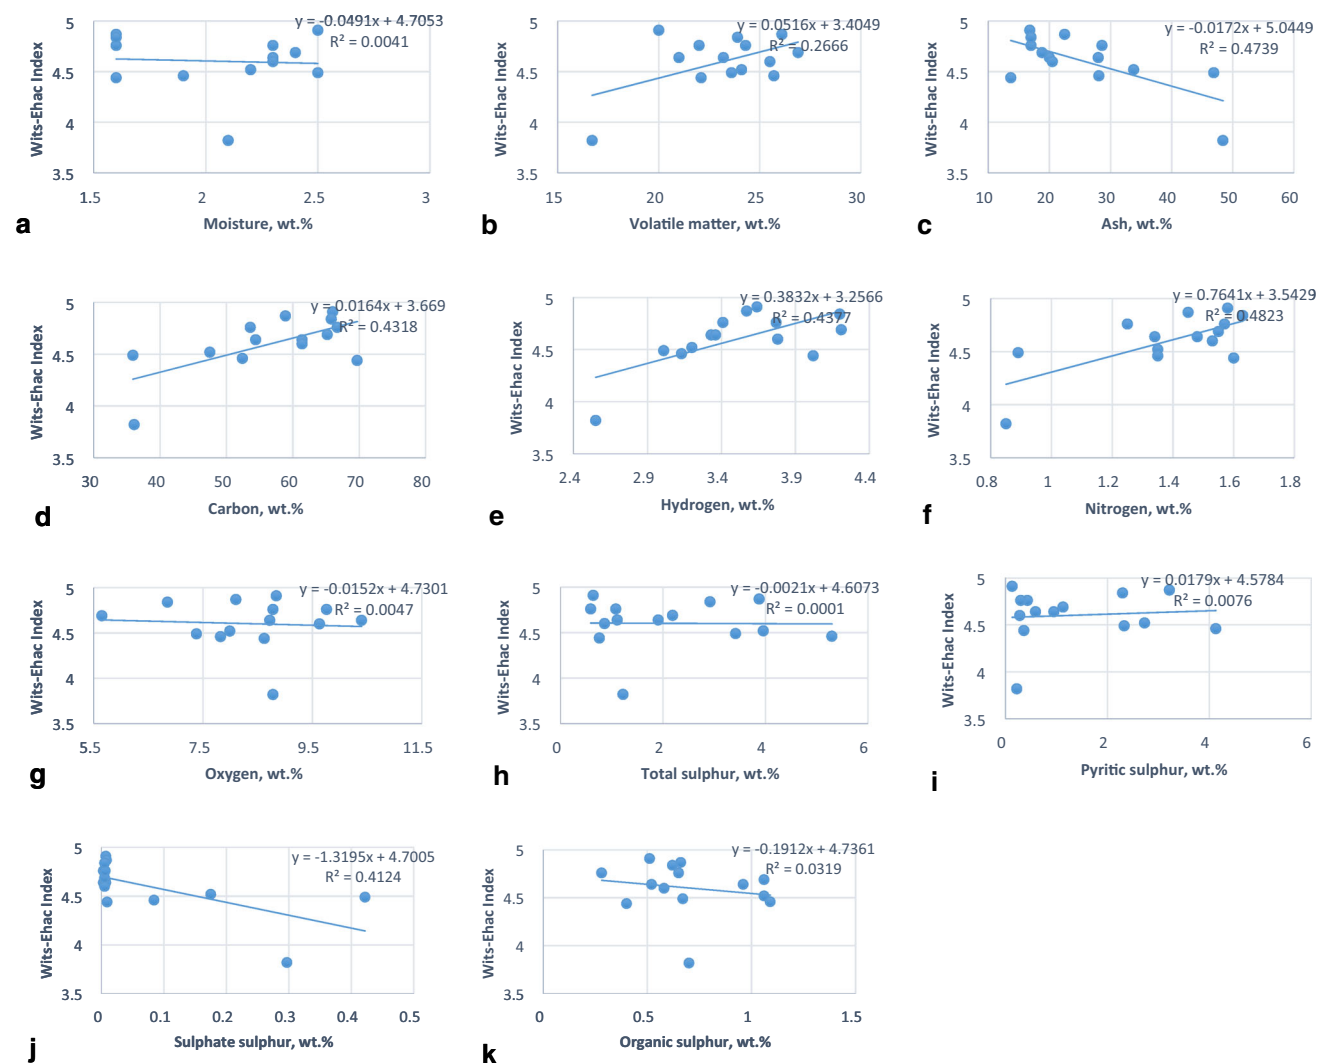 y = -0.0491x + 4.7053
R² = 0.0041
5
4.5
4
3.5
Wits-Ehac Index
1.5 2 2.5 3
Moisture, wt.%
a
y = 0.0516x + 3.4049
R² = 0.2666
5
4.5
4
3.5
Wits-Ehac Index
15 20 25 30
Volatile matter, wt.%
b
y = -0.0172x + 5.0449
R² = 0.4739
5
4.5
4
3.5
Wits-Ehac Index
10 20 30 40 50 60
Ash, wt.%
c
y = 0.0164x + 3.669
R² = 0.4318
5
4.5
4
3.5
Wits-Ehac Index
30 40 50 60 70 80
Carbon, wt.%
d
y = 0.3832x + 3.2566
R² = 0.4377
5
4.5
4
3.5
Wits-Ehac Index
2.4 2.9 3.4 3.9 4.4
Hydrogen, wt.%
e
y = 0.7641x + 3.5429
R² = 0.4823
5
4.5
4
3.5
Wits-Ehac Index
0.8 1 1.2 1.4 1.6 1.8
Nitrogen, wt.%
f
y = -0.0152x + 4.7301
R² = 0.0047
5
4.5
4
3.5
Wits-Ehac Index
5.5 7.5 9.5 11.5
Oxygen, wt.%
g
y = -0.0021x + 4.6073
R² = 0.0001
5
4.5
4
3.5
Wits-Ehac Index
0 2 4 6
Total sulphur, wt.%
h
y = 0.0179x + 4.5784
R² = 0.0076
5
4.5
4
3.5
Wits-Ehac Index
0 2 4 6
Pyritic sulphur, wt.%
i
y = -1.3195x + 4.7005
R² = 0.4124
5
4.5
4
3.5
Wits-Ehac Index
0 0.1 0.2 0.3 0.4 0.5
Sulphate sulphur, wt.%
j
y = -0.1912x + 4.7361
R² = 0.0319
5
4.5
4
3.5
Wits-Ehac Index
0 0.5 1 1.5
Organic sulphur, wt.%
k